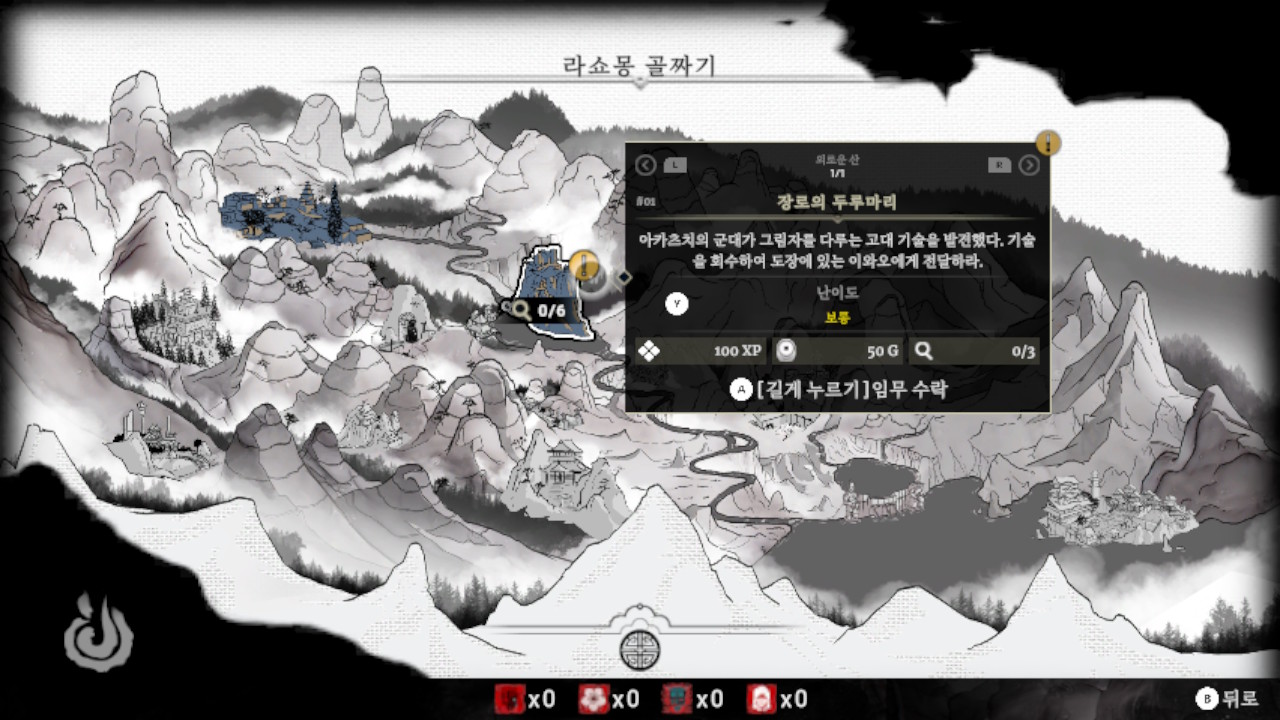 라쇼몽 골짜기
L
외로운 산
1/1
R
#01
장로의 두루마리
아카츠치의 군대가 그림자를 다루는 고대 기술을 발전했다. 기술
을 회수하여 도장에 있는 이와오에게 전달하라.
Y
난이도
보통
100 XP
50 G
0/3
A [길게 누르기]임무 수락
0/6
x0
x0
x0
x0
B 뒤로